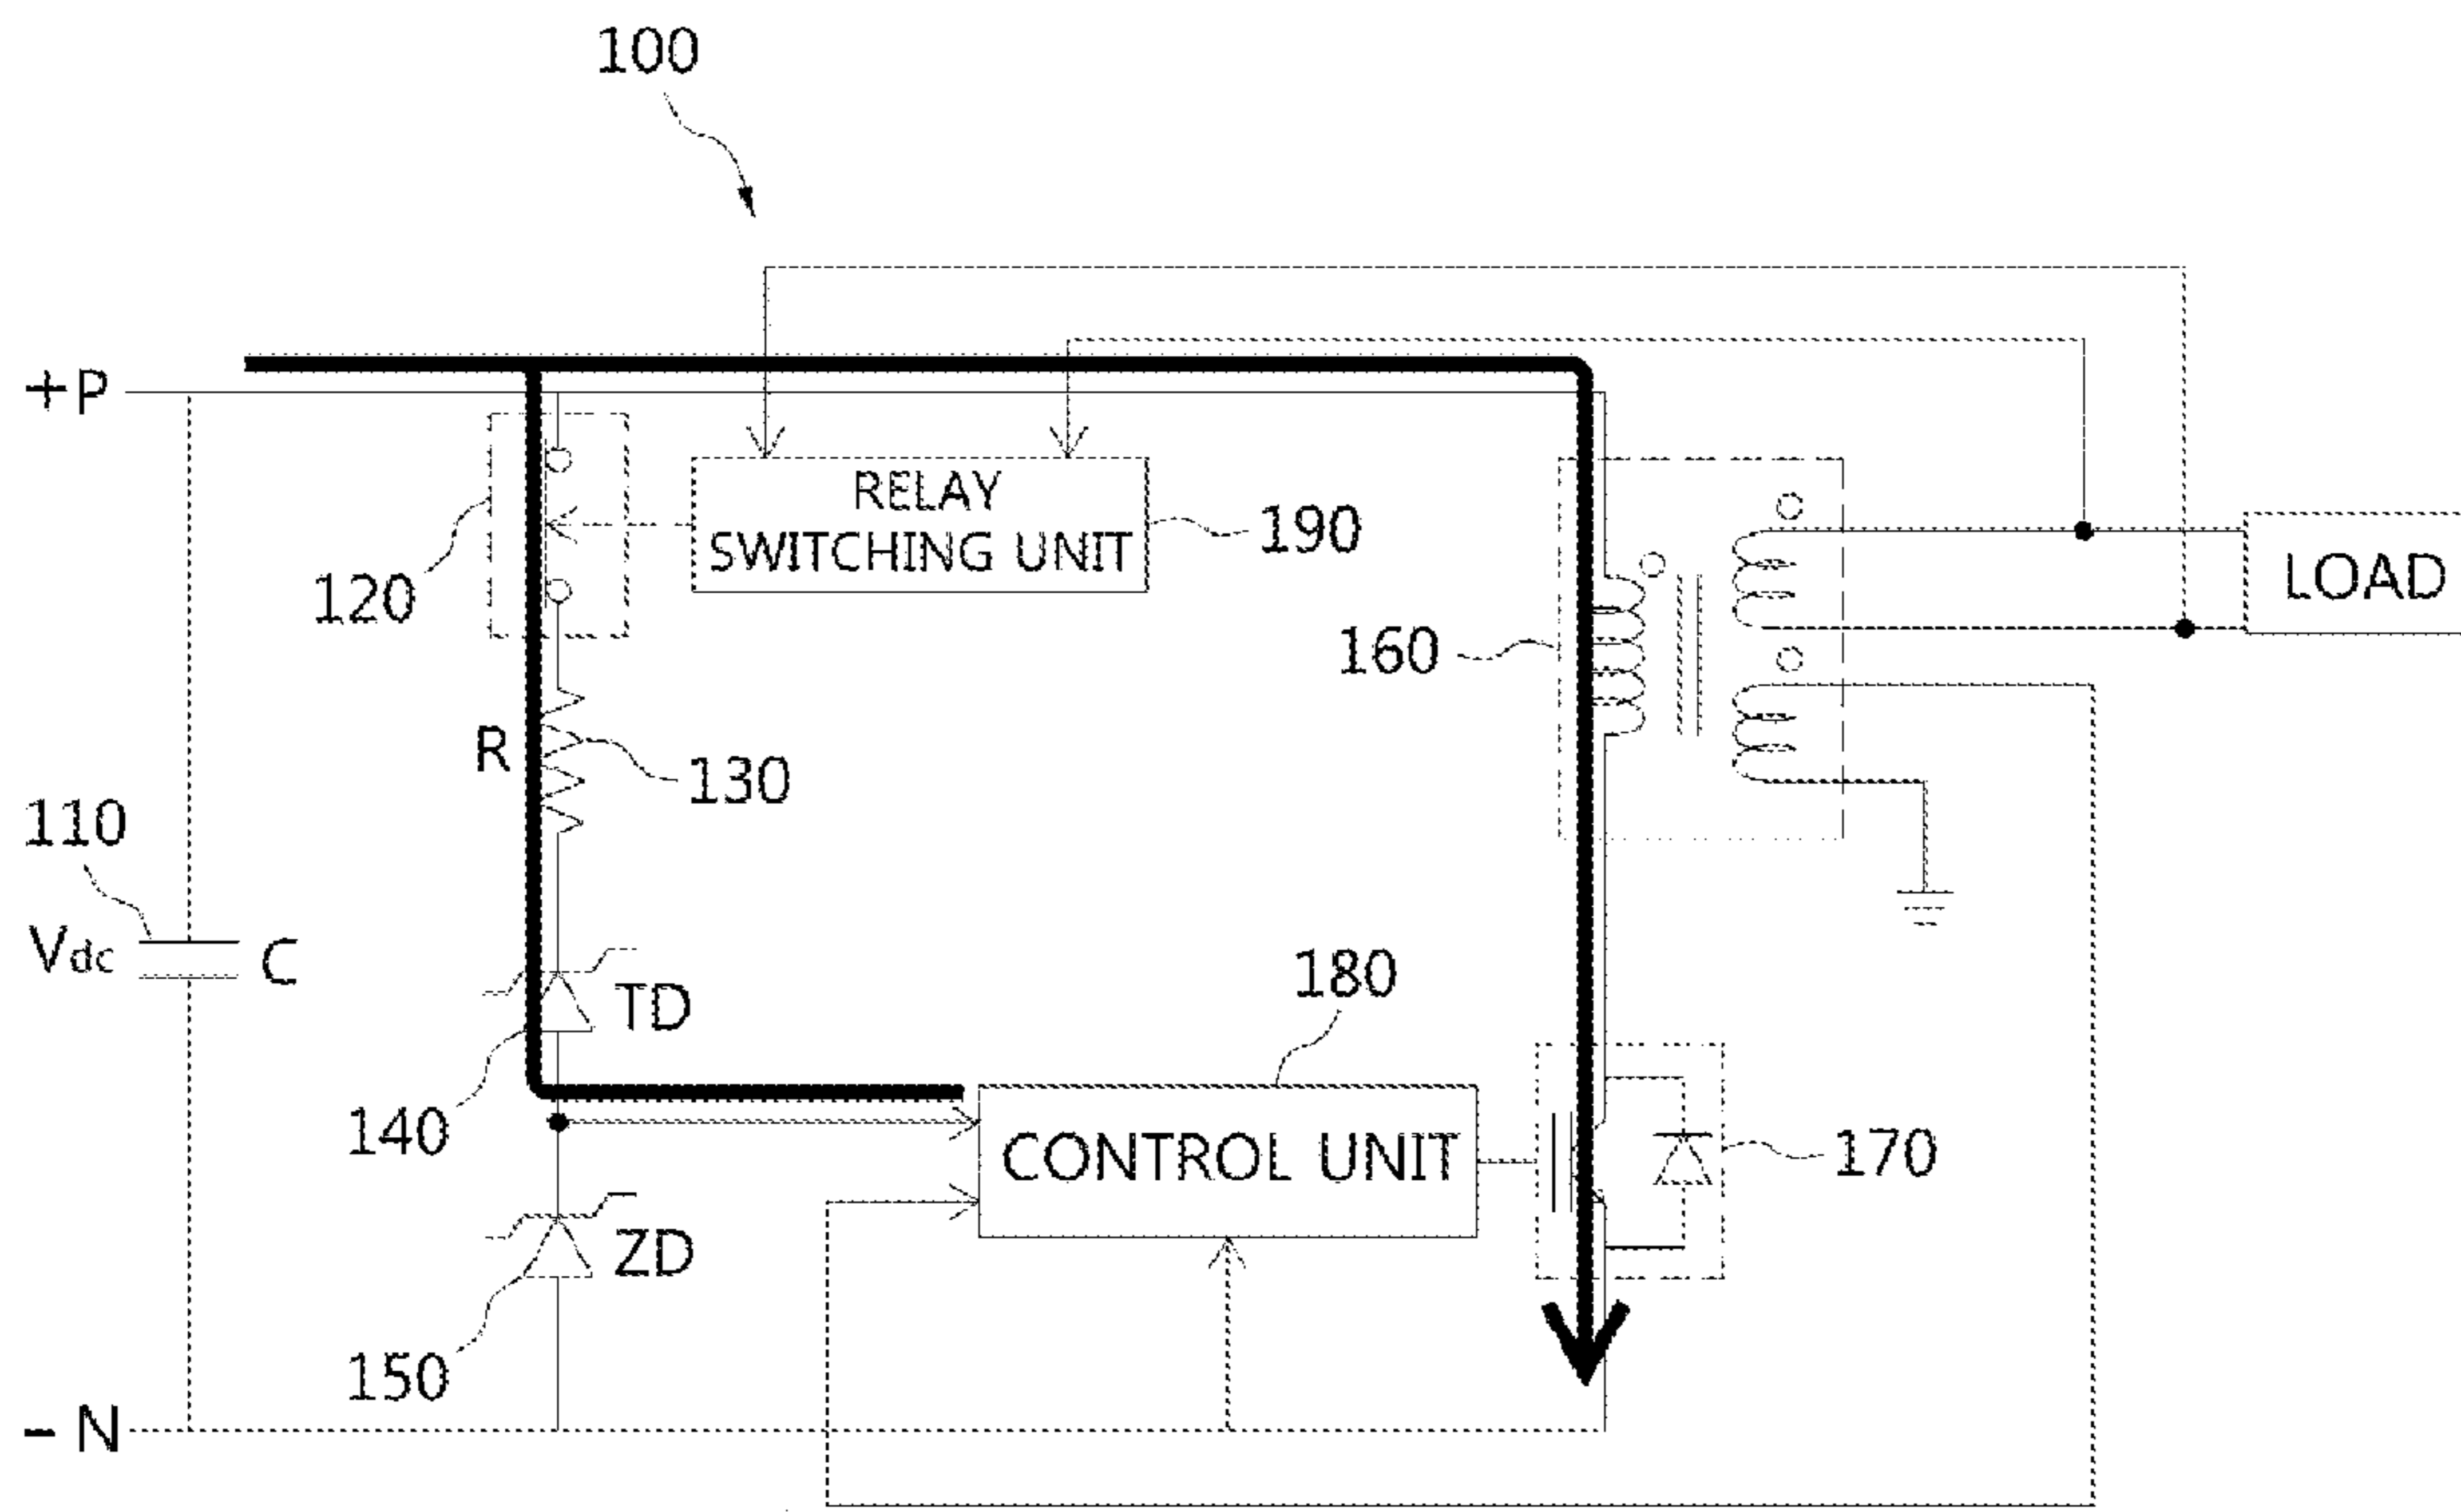 100
+P
RELAY
SWITCHING UNIT
190
LOAD
120
160
R
130
110
Vdc
C
TD
180
140
CONTROL UNIT
170
ZD
150
- N